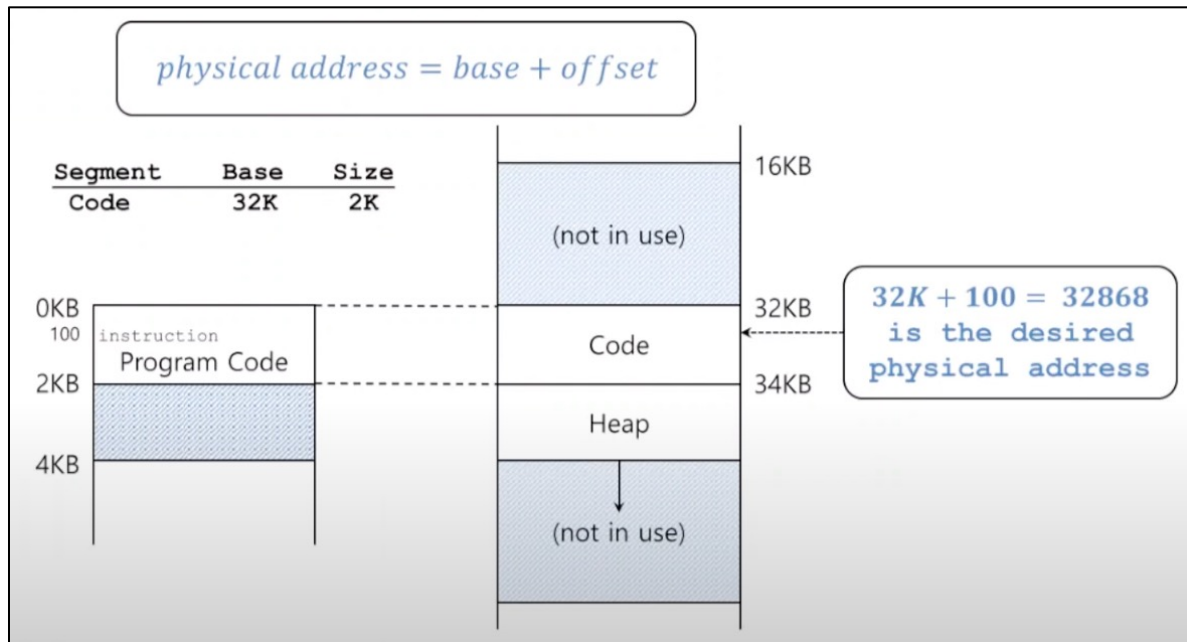 physical address = base + offset
Segment Base Size
Code 32K 2K
16KB
(not in use)
0KB
32KB
100 instruction
Program Code
Code
2KB
34KB
Heap
4KB
(not in use)
32K + 100 = 32868
is the desired
physical address